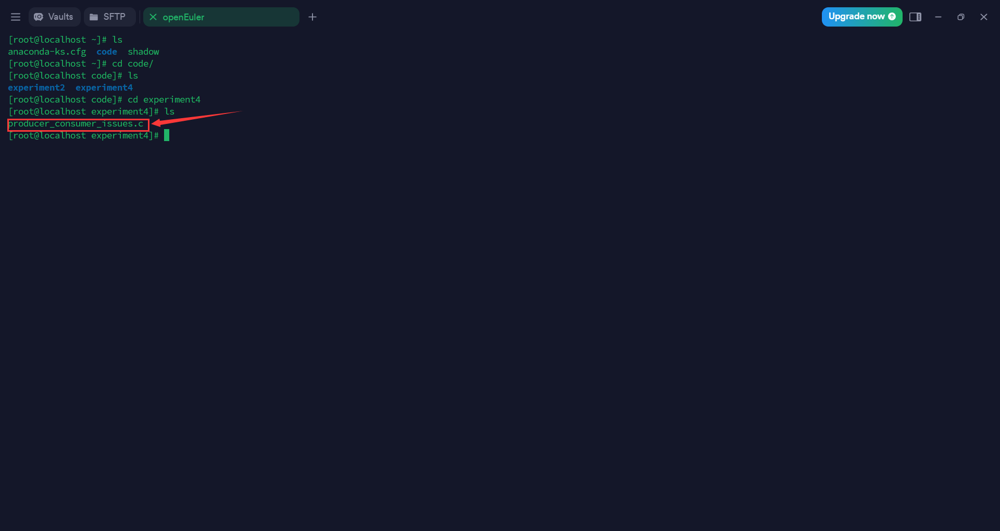 Vaults SFTP openEuler Upgrade now
[root@localhost ~]# ls
anaconda-ks.cfg  code  shadow
[root@localhost ~]# cd code/
[root@localhost code]# ls
experiment2  experiment4
[root@localhost code]# cd experiment4
[root@localhost experiment4]# ls
producer_consumer_issues.c
[root@localhost experiment4]#